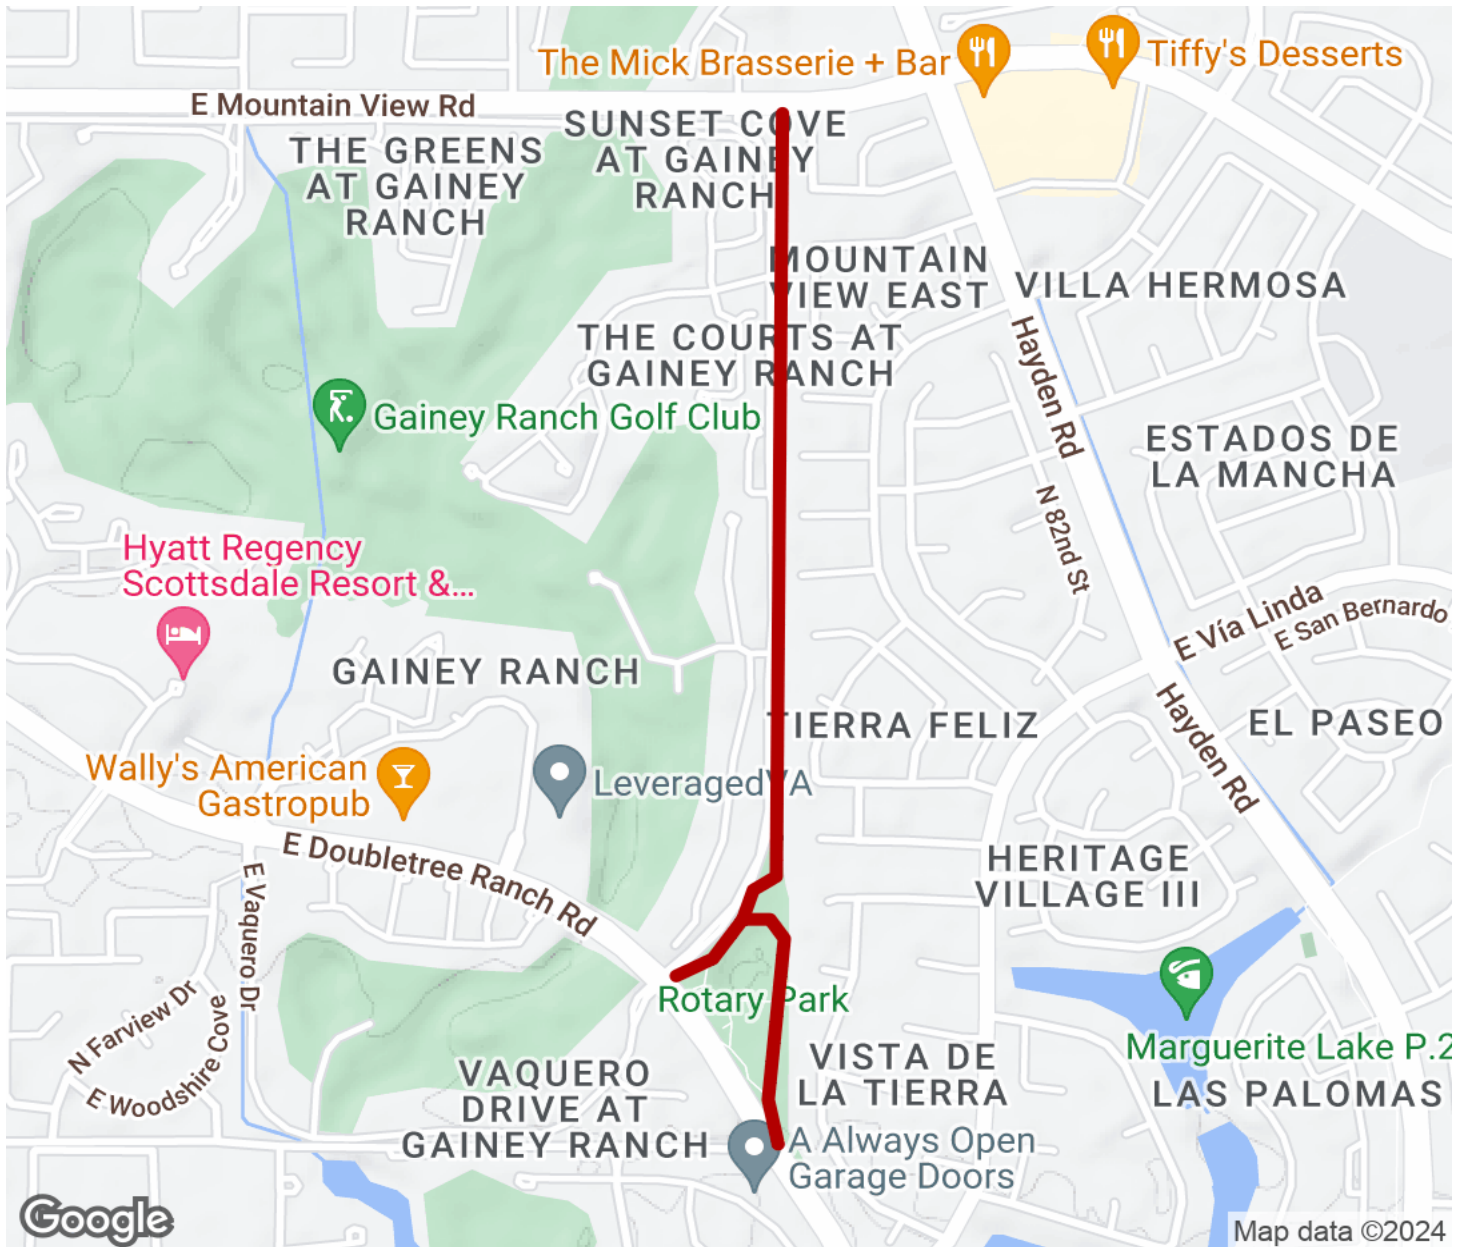 The Mick Brasserie + Bar
Tiffy's Desserts
E Mountain View Rd
SUNSET COVE
AT GAINEY
RANCH
THE GREENS
AT GAINEY
RANCH
MOUNTAIN
VIEW EAST
VILLA HERMOSA
THE COURTS AT
GAINEY RANCH
Hayden Rd
Gainey Ranch Golf Club
ESTADOS DE
LA MANCHA
N 82nd St
Hyatt Regency
Scottsdale Resort &...
E Vía Linda
E San Bernardo
GAINEY RANCH
TIERRA FELIZ
Hayden Rd
EL PASEO
Wally's American
Gastropub
LeveragedVA
E Doubletree Ranch Rd
HERITAGE
VILLAGE III
E Vaquero Dr
N Farview Dr
E Woodshire Cove
Rotary Park
Marguerite Lake P.2
VAQUERO
DRIVE AT
GAINEY RANCH
VISTA DE
LA TIERRA
LAS PALOMAS
A Always Open
Garage Doors
Google
Map data ©2024